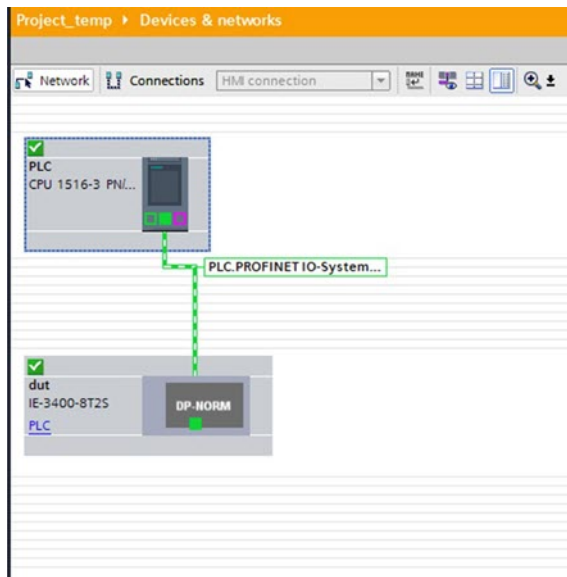 Project_temp ▸ Devices & networks
Network Connections HMI connection
PLC
CPU 1516-3 PN/...
PLC.PROFINET IO-System...
dut
IE-3400-8T2S
DP-NORM
PLC